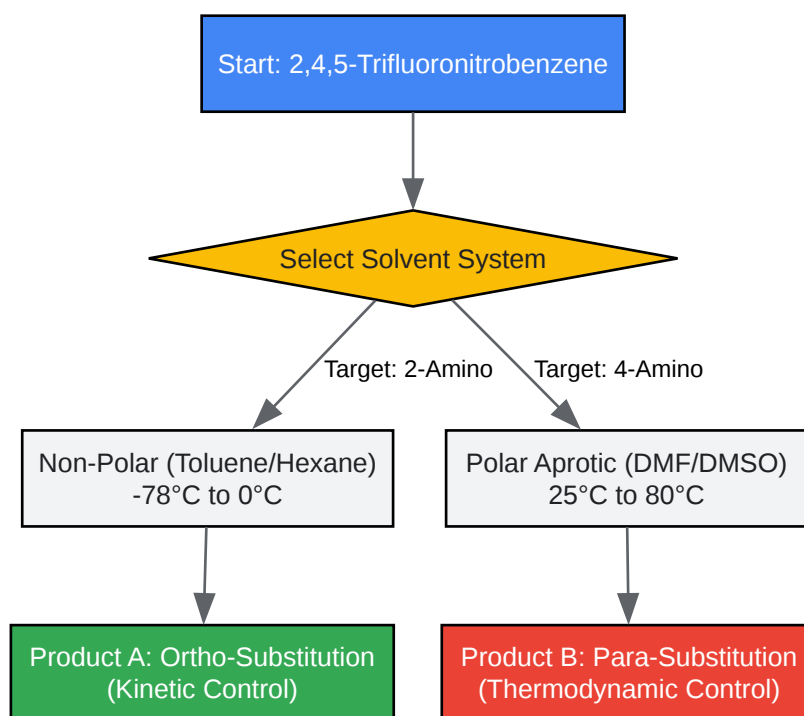 Start: 2,4,5-Trifluoronitrobenzene
Select Solvent System
Target: 2-Amino
Target: 4-Amino
Non-Polar (Toluene/Hexane)
-78°C to 0°C
Polar Aprotic (DMF/DMSO)
25°C to 80°C
Product A: Ortho-Substitution
(Kinetic Control)
Product B: Para-Substitution
(Thermodynamic Control)